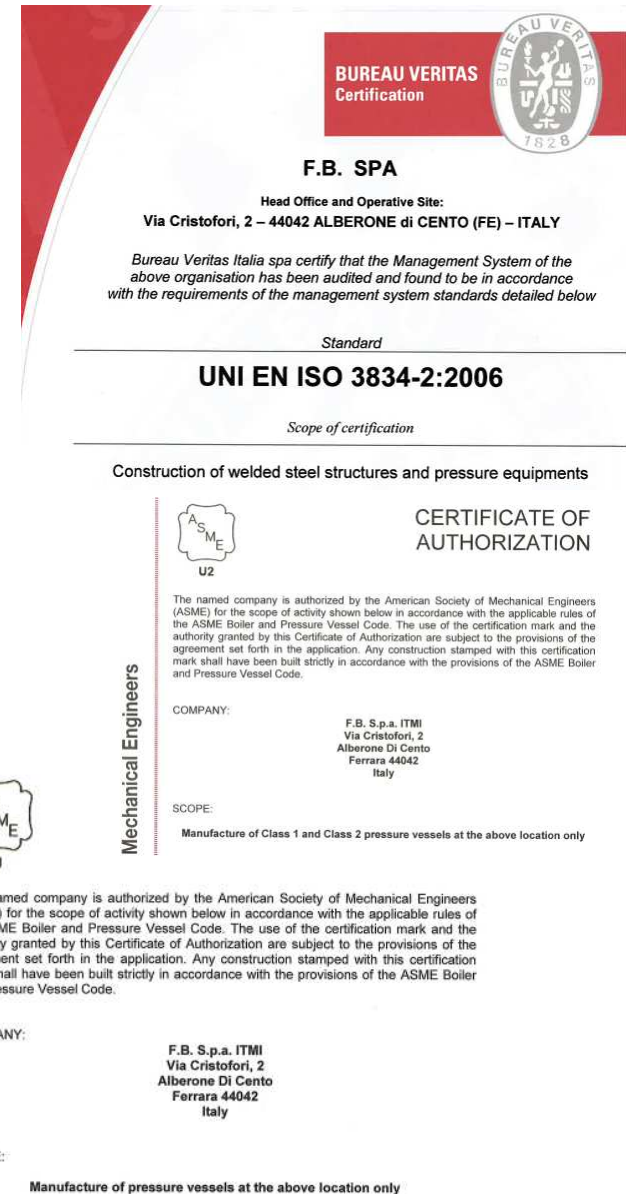 BUREAU VERITAS
Certification
BUREAU VERITAS
1828
F.B. SPA
Head Office and Operative Site:
Via Cristofori, 2 – 44042 ALBERONE di CENTO (FE) – ITALY
Bureau Veritas Italia spa certify that the Management System of the
above organisation has been audited and found to be in accordance
with the requirements of the management system standards detailed below
Standard
UNI EN ISO 3834-2:2006
Scope of certification
Construction of welded steel structures and pressure equipments
ASME
U2
CERTIFICATE OF
AUTHORIZATION
The named company is authorized by the American Society of Mechanical Engineers
(ASME) for the scope of activity shown below in accordance with the applicable rules of
the ASME Boiler and Pressure Vessel Code. The use of the certification mark and the
authority granted by this Certificate of Authorization are subject to the provisions of the
agreement set forth in the application. Any construction stamped with this certification
mark shall have been built strictly in accordance with the provisions of the ASME Boiler
and Pressure Vessel Code.
Mechanical Engineers
COMPANY:
F.B. S.p.a. ITMI
Via Cristofori, 2
Alberone Di Cento
Ferrara 44042
Italy
SCOPE:
Manufacture of Class 1 and Class 2 pressure vessels at the above location only
ME
amed company is authorized by the American Society of Mechanical Engineers
) for the scope of activity shown below in accordance with the applicable rules of
ME Boiler and Pressure Vessel Code. The use of the certification mark and the
y granted by this Certificate of Authorization are subject to the provisions of the
ent set forth in the application. Any construction stamped with this certification
hall have been built strictly in accordance with the provisions of the ASME Boiler
essure Vessel Code.
ANY:
F.B. S.p.a. ITMI
Via Cristofori, 2
Alberone Di Cento
Ferrara 44042
Italy
E:
Manufacture of pressure vessels at the above location only